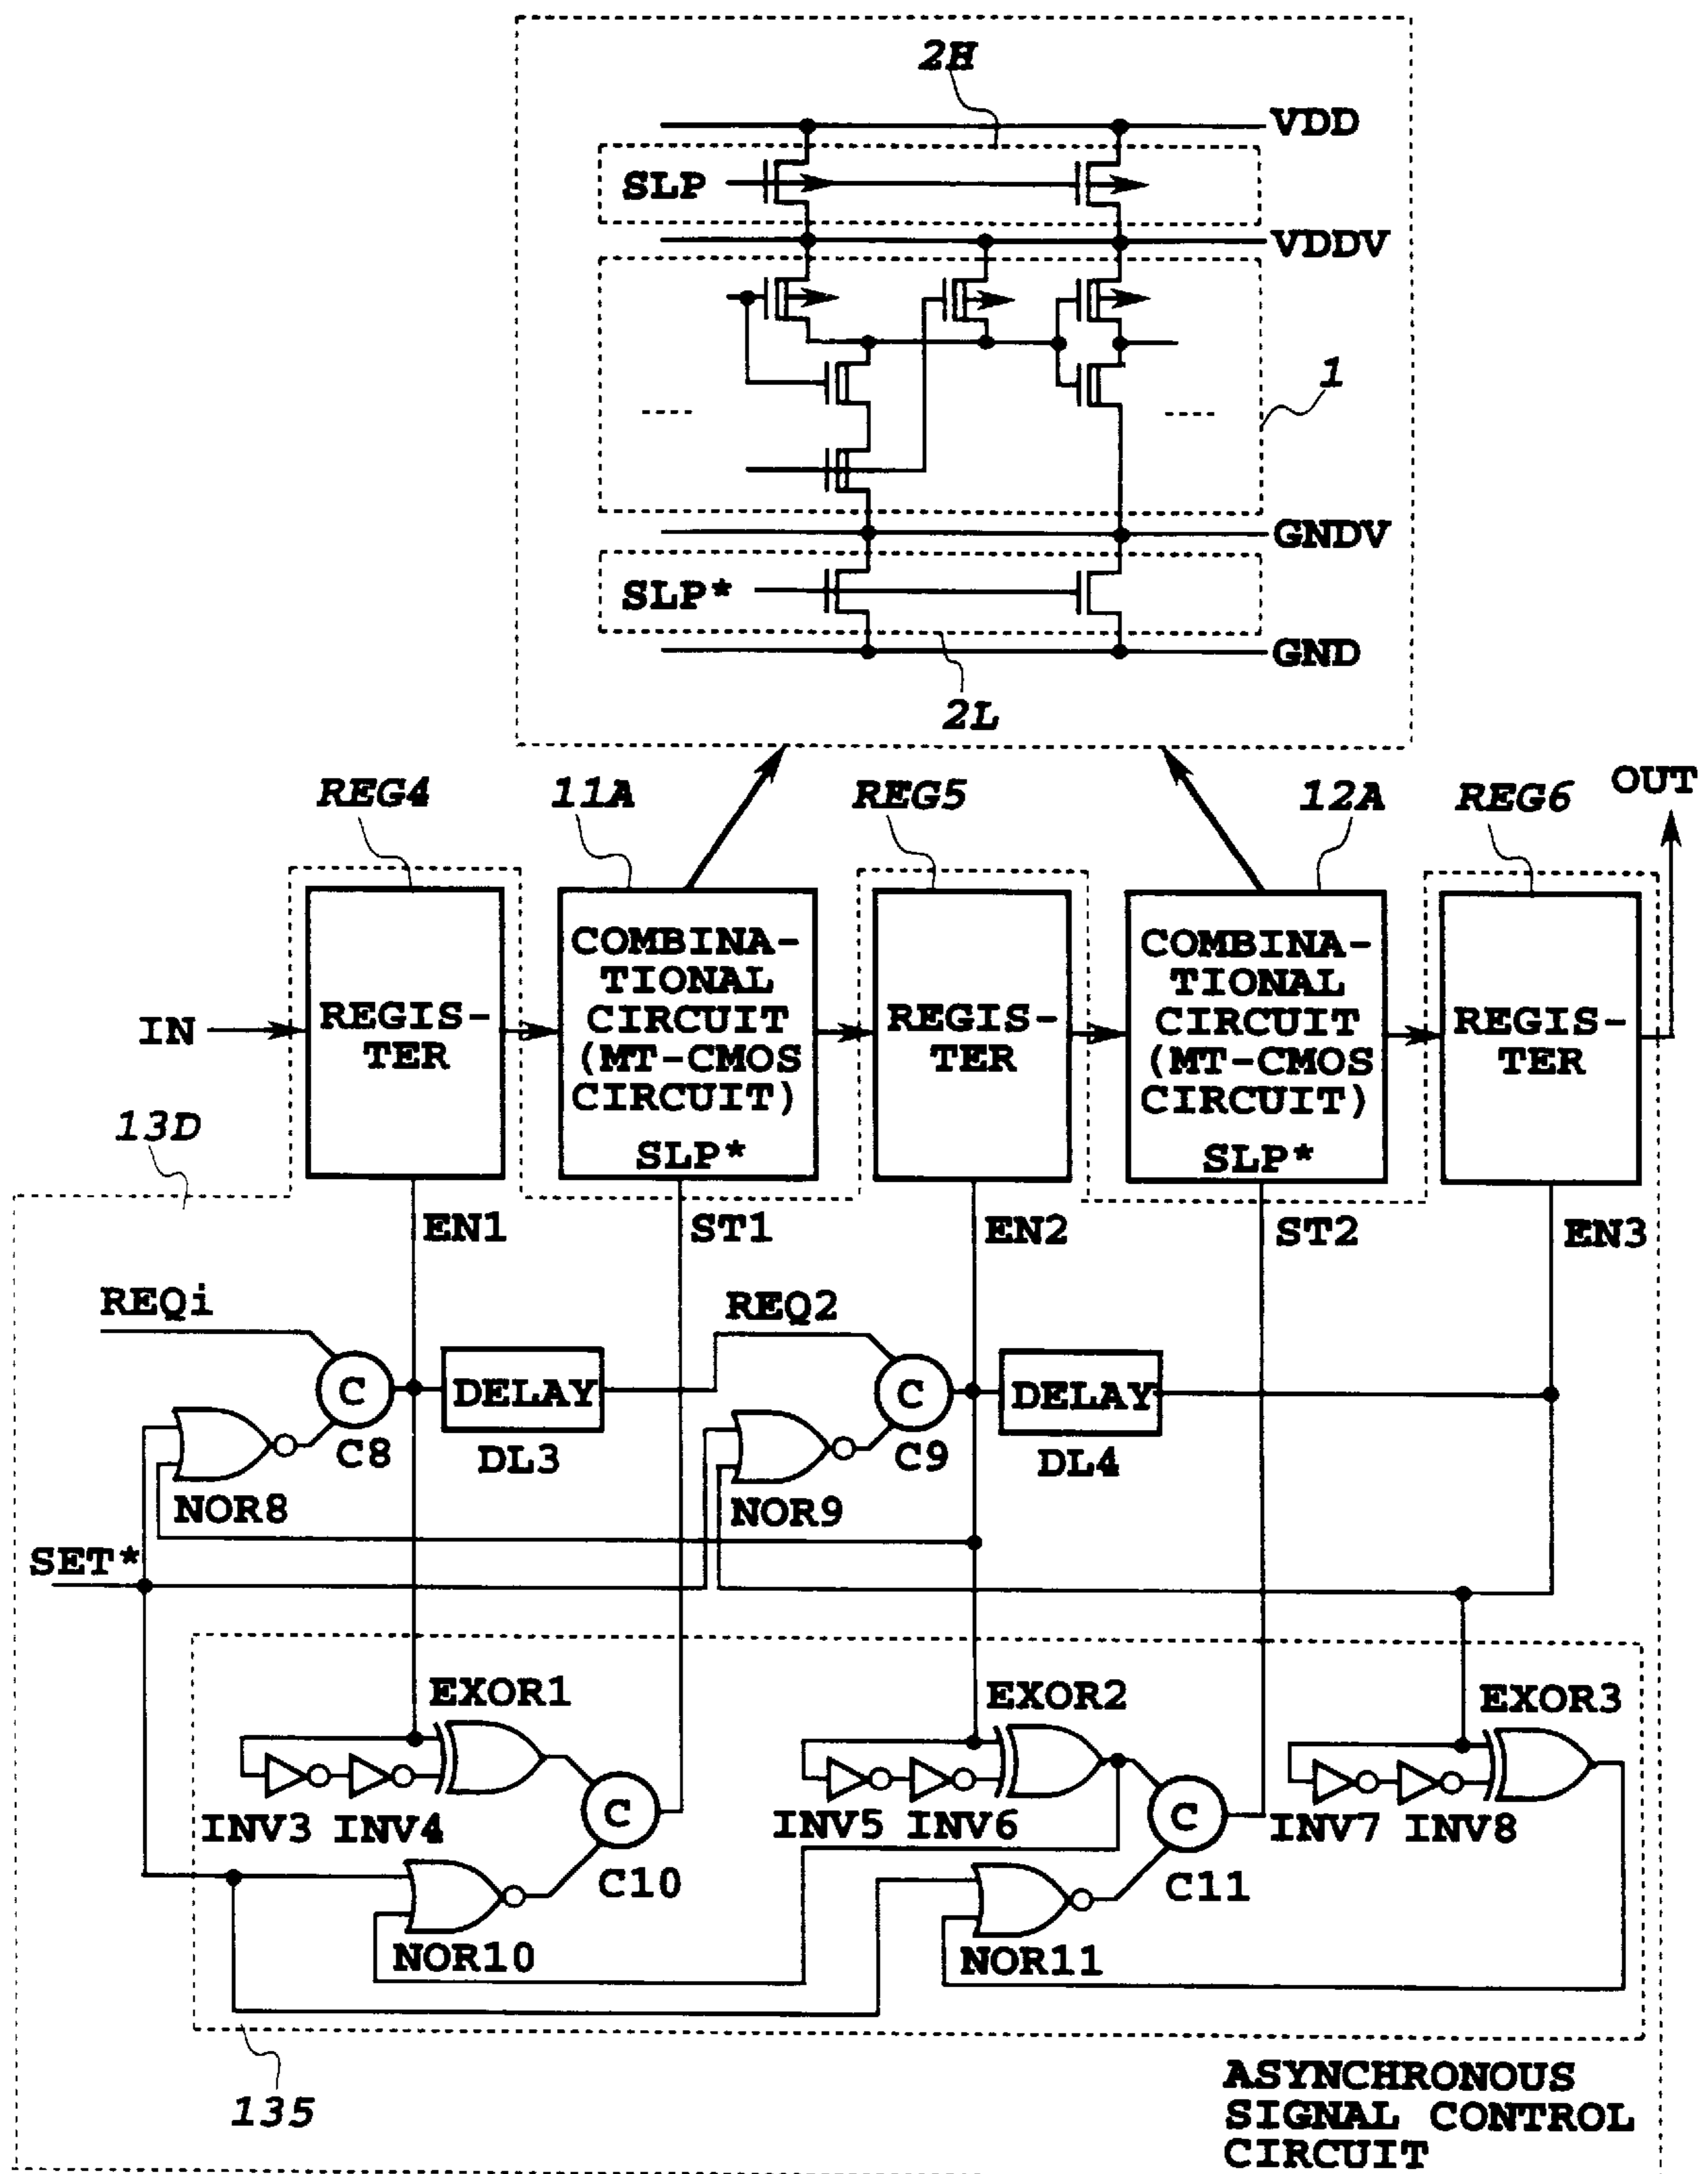 2H
VDD
SLP
VDDV
1
GNDV
SLP*
GND
2L
REG4
11A
REG5
12A
REG6
OUT
IN
REGIS-
TER
COMBINA-
TIONAL
CIRCUIT
(MT-CMOS
CIRCUIT)
SLP*
REGIS-
TER
COMBINA-
TIONAL
CIRCUIT
(MT-CMOS
CIRCUIT)
SLP*
REGIS-
TER
13D
EN1
ST1
EN2
ST2
EN3
REQi
REQ2
C
DELAY
C
DELAY
C8
DL3
C9
DL4
NOR8
NOR9
SET*
EXOR1
EXOR2
EXOR3
INV3
INV4
C
INV5
INV6
C
INV7
INV8
C10
C11
NOR10
NOR11
135
ASYNCHRONOUS
SIGNAL CONTROL
CIRCUIT